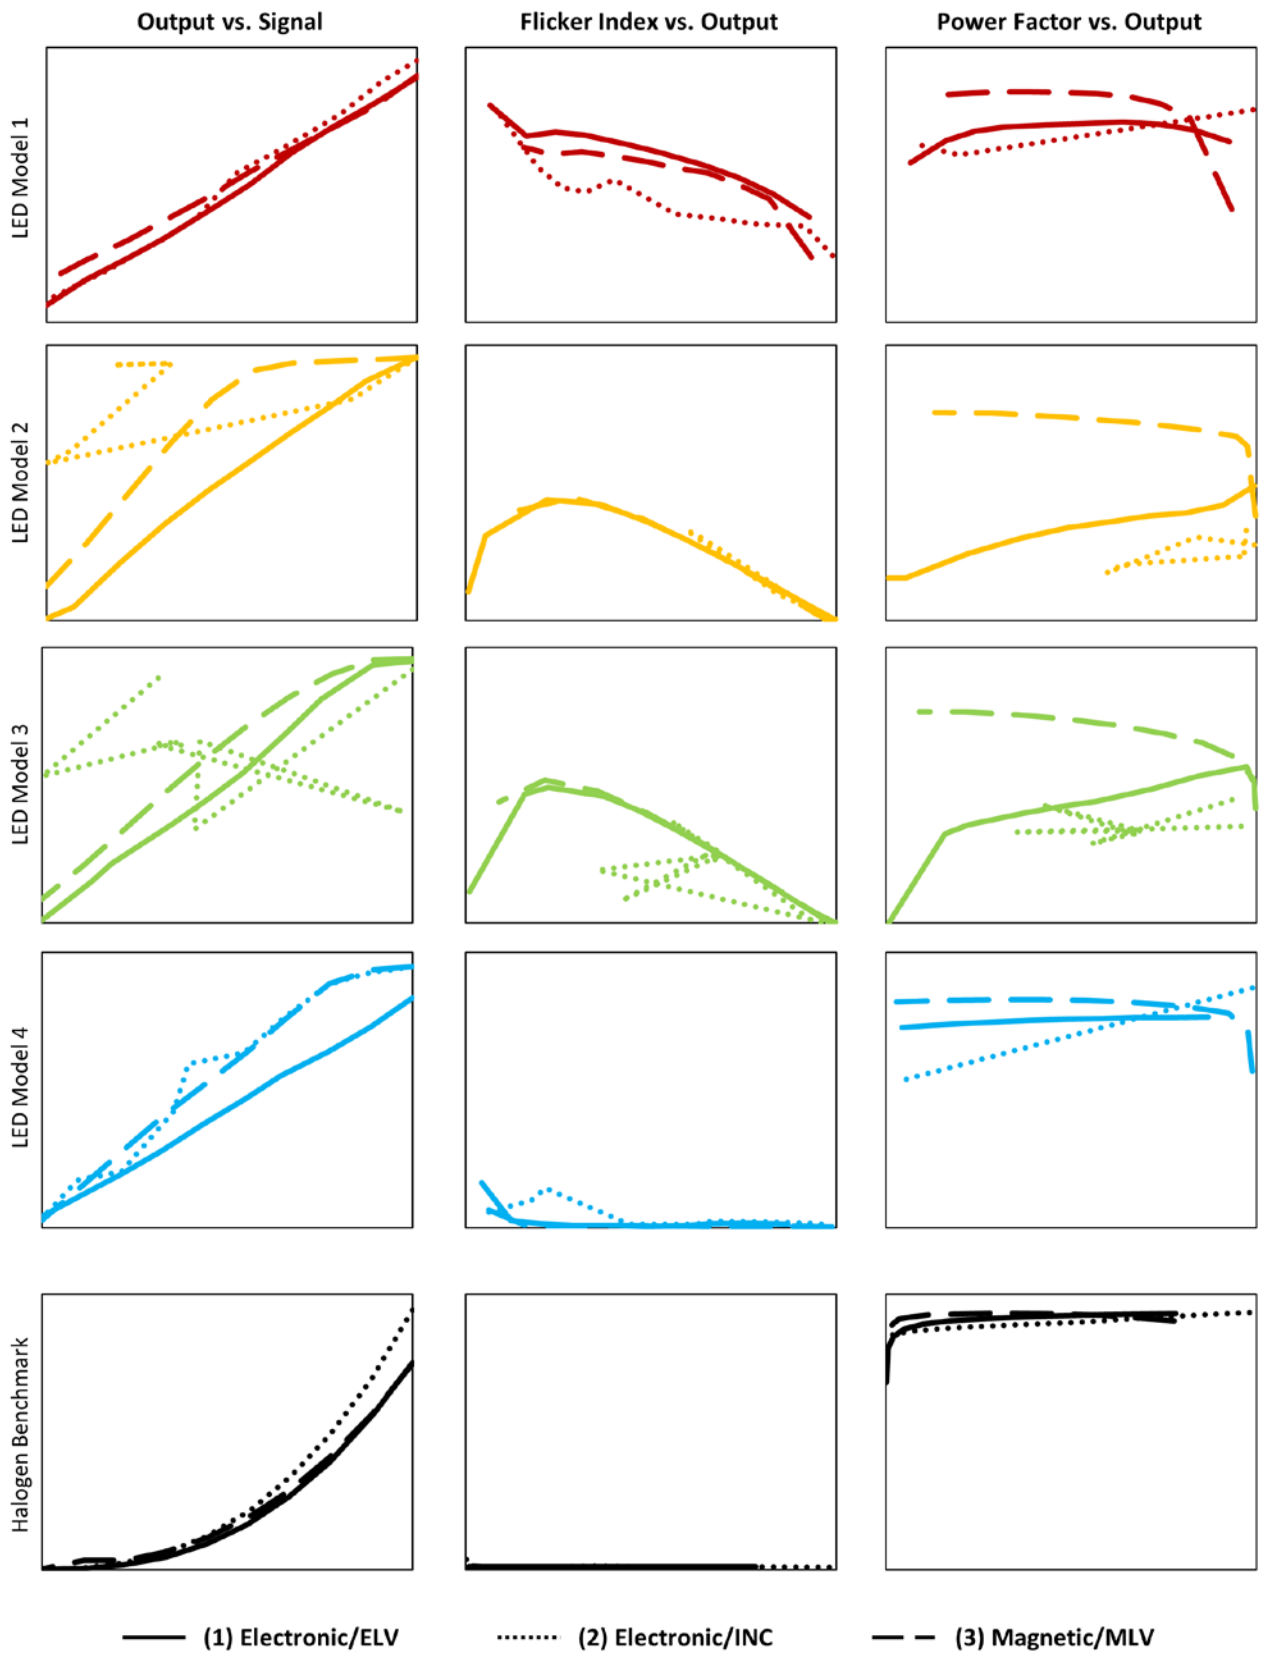 Output vs. Signal
Flicker Index vs. Output
Power Factor vs. Output
LED Model 1
LED Model 2
LED Model 3
LED Model 4
Halogen Benchmark
(1) Electronic/ELV
(2) Electronic/INC
(3) Magnetic/MLV